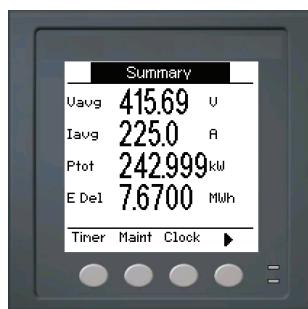 Summary
Vavg 415.69 V
Iavg 225.0 A
Ptot 242.999 kW
E Del 7.6700 MWh
Timer Maint Clock